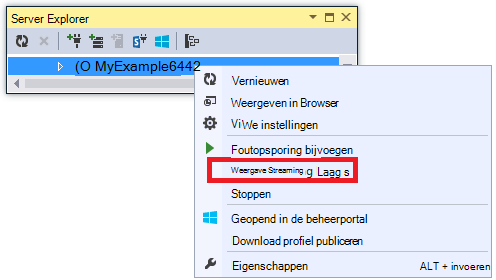 Server Explorer
(O MyExample6442
Vernieuwen
Weergeven in Browser
ViWe instellingen
Foutopsporing bijvoegen
Weergave Streaming g Laag s
Stoppen
Geopend in de beheerportal
Download profiel publiceren
Eigenschappen ALT + invoeren